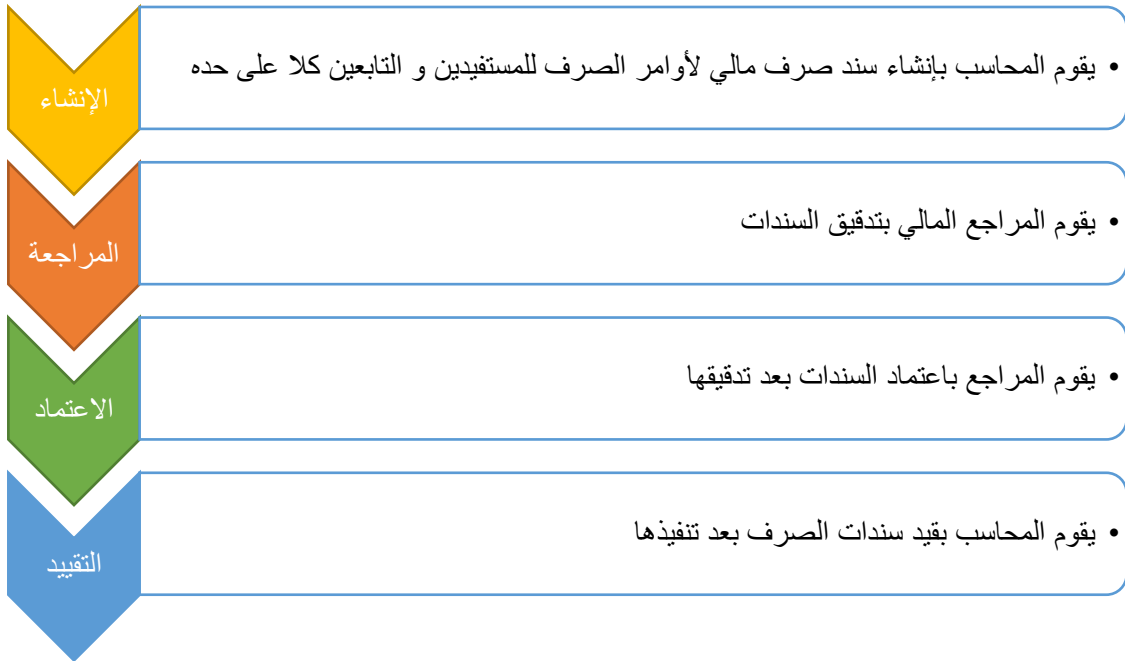 الإنشاء
• يقوم المحاسب بإنشاء سند صرف مالي لأوامر الصرف للمستفيدين و التابعين كلا على حده
المراجعة
• يقوم المراجع المالي بتدقيق السندات
الاعتماد
• يقوم المراجع باعتماد السندات بعد تدقيقها
التقييد
• يقوم المحاسب بقيد سندات الصرف بعد تنفيذها